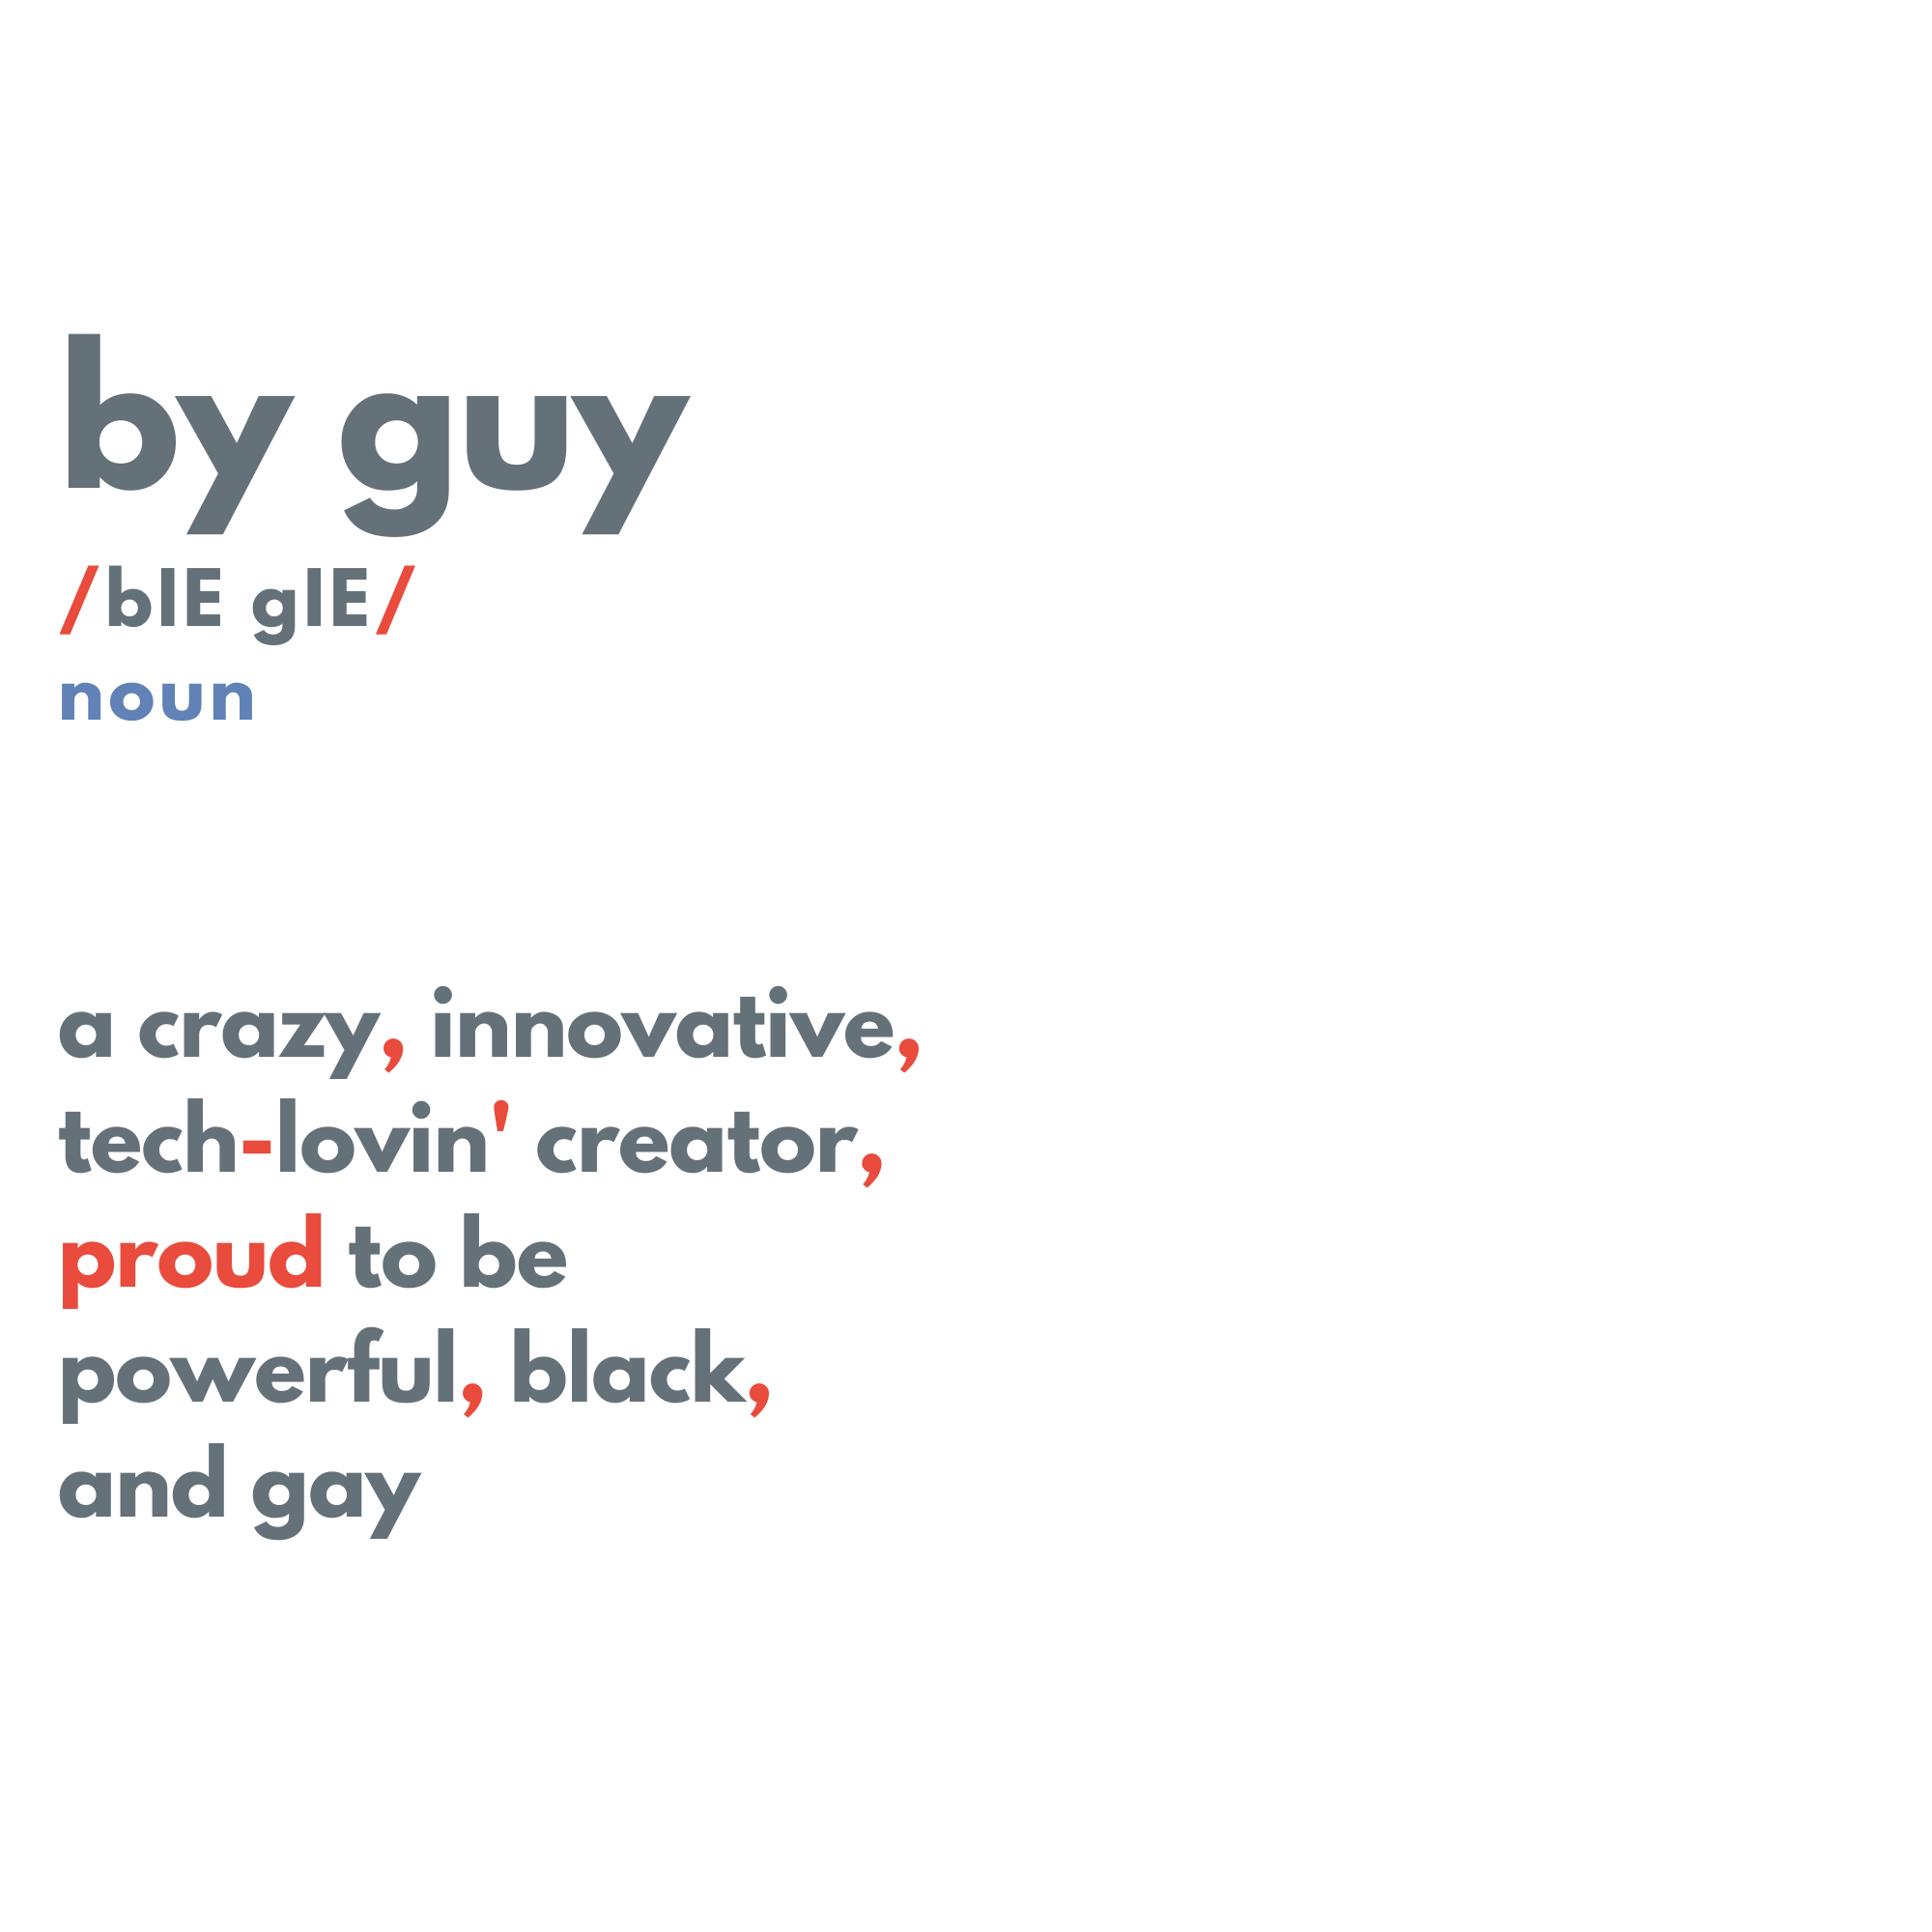 by guy
/bIE gIE/
noun
a crazy, innovative,
tech-lovin' creator,
proud to be
powerful, black,
and gay